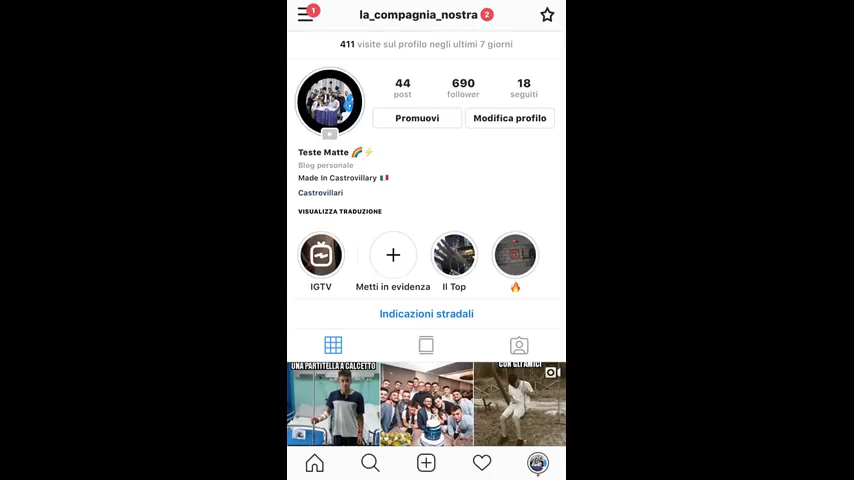 1
la_compagnia_nostra 2
411 visite sul profilo negli ultimi 7 giorni
44 690 18
post follower seguiti
Promuovi Modifica profilo
Teste Matte 🌈⚡
Blog personale
Made In Castrovillary 🇮🇹
Castrovillari
VISUALIZZA TRADUZIONE
IGTV Metti in evidenza Il Top 🔥
Indicazioni stradali
UNA PARTITELLA A CALCETTO
CON GLI AMICI